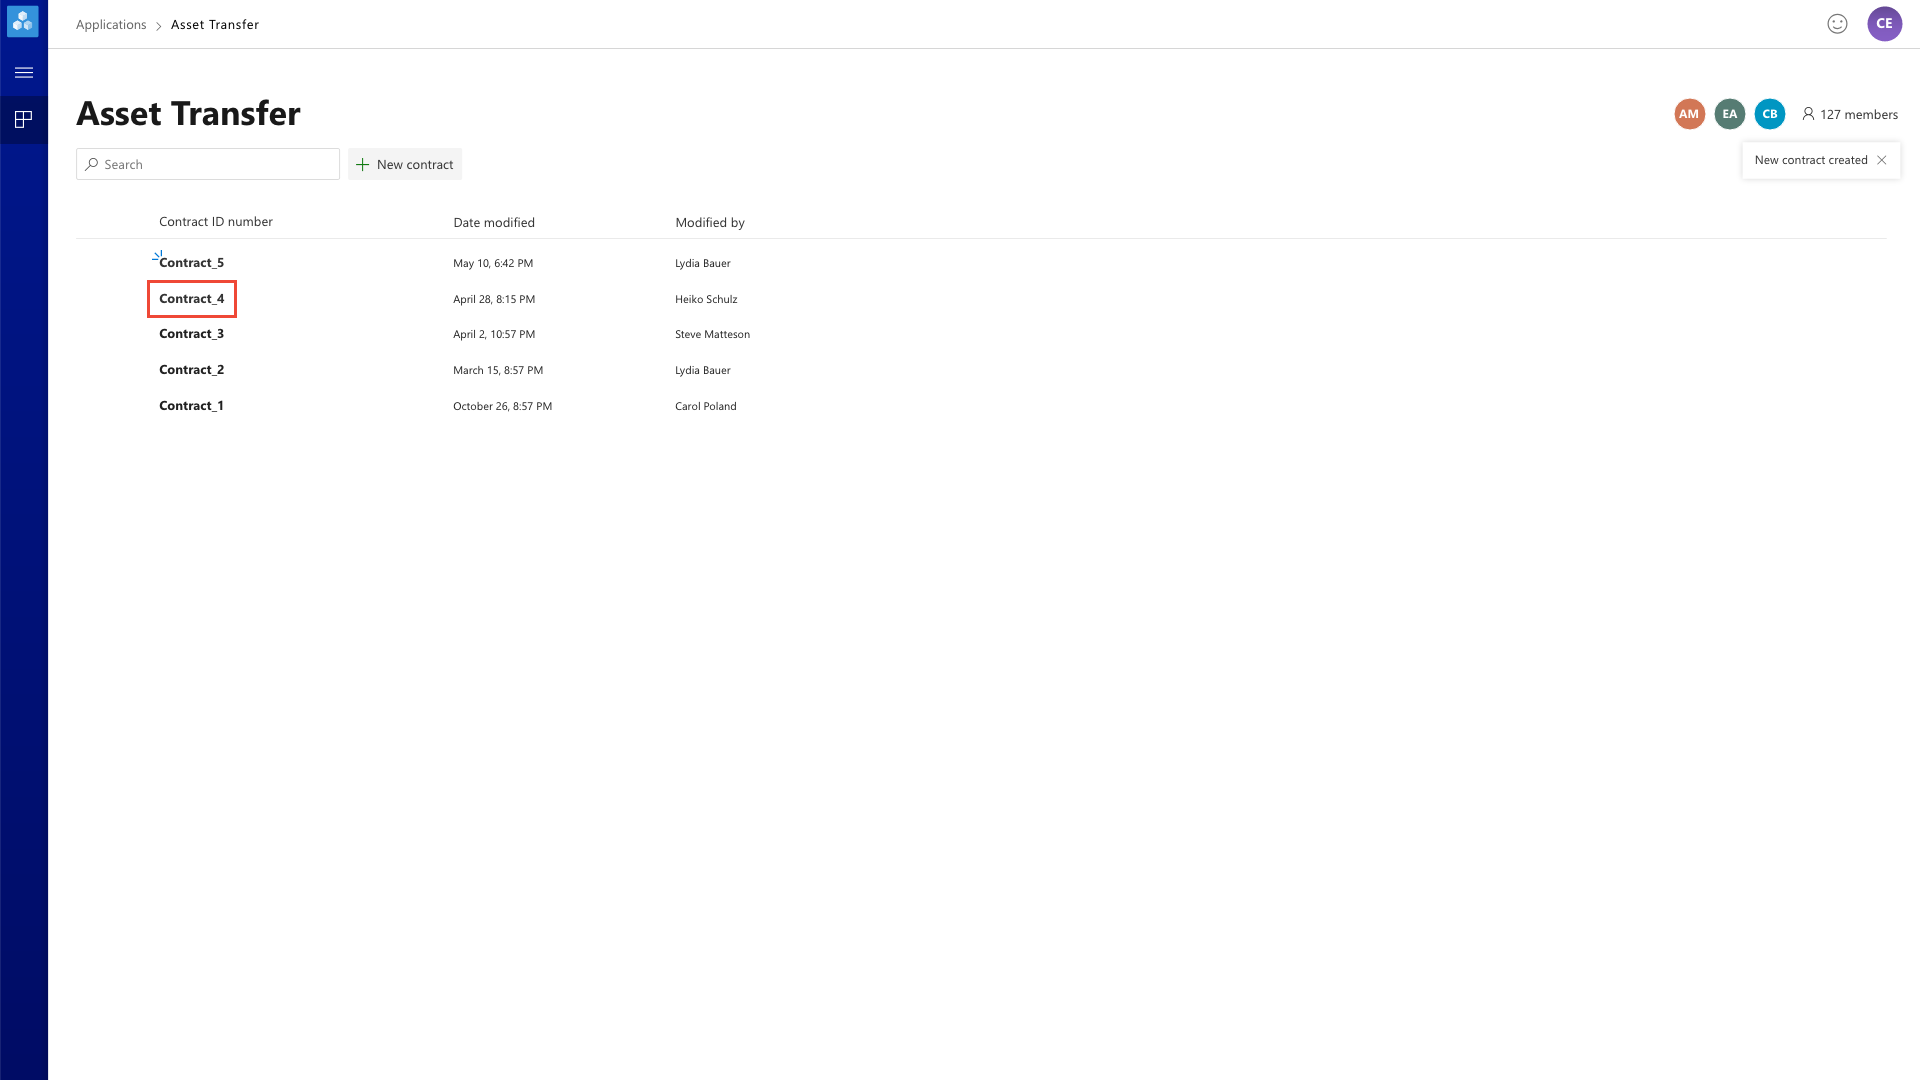 Applications > Asset Transfer
CE
Asset Transfer
AM EA CB 127 members
Search
New contract
New contract created
Contract ID number Date modified Modified by
Contract_5 May 10, 6:42 PM Lydia Bauer
Contract_4 April 28, 8:15 PM Heiko Schulz
Contract_3 April 2, 10:57 PM Steve Matteson
Contract_2 March 15, 8:57 PM Lydia Bauer
Contract_1 October 26, 8:57 PM Carol Poland